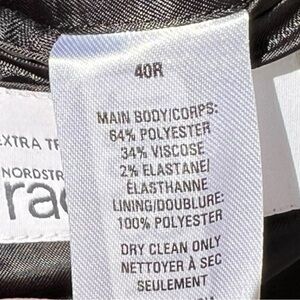 40R
MAIN BODY/CORPS:
64% POLYESTER
34% VISCOSE
2% ELASTANE/
ÉLASTHANNE
LINING/DOUBLURE:
100% POLYESTER
DRY CLEAN ONLY
NETTOYER À SEC
SEULEMENT
EXTRA TR
NORDSTR
rac